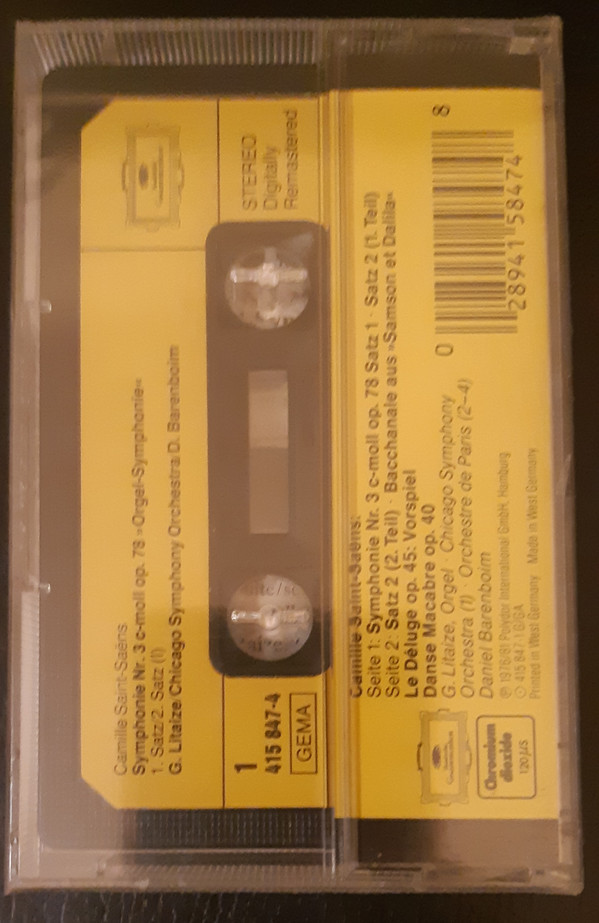 Camille Saint-Saëns
Symphonie Nr. 3 c-moll op. 78 »Orgel-Symphonie«
1. Satz/2. Satz (I)
G. Litaize/Chicago Symphony Orchestra/D. Barenboim
STEREO
Digitally
Remastered
1
415 847-4
GEMA
Camille Saint-Saëns:
Seite 1: Symphonie Nr. 3 c-moll op. 78 Satz 1 · Satz 2 (1. Teil)
Seite 2: Satz 2 (2. Teil) · Bacchanale aus »Samson et Dalila«
Le Déluge op. 45: Vorspiel
Danse Macabre op. 40
G. Litaize, Orgel · Chicago Symphony
Orchestra (1) · Orchestre de Paris (2–4)
Daniel Barenboim
℗ 1976/81 Polydor International GmbH, Hamburg
© 415 847
Printed in West Germany Made in West Germany
Chromium
dioxide
120 µS
0 28941 58474 8